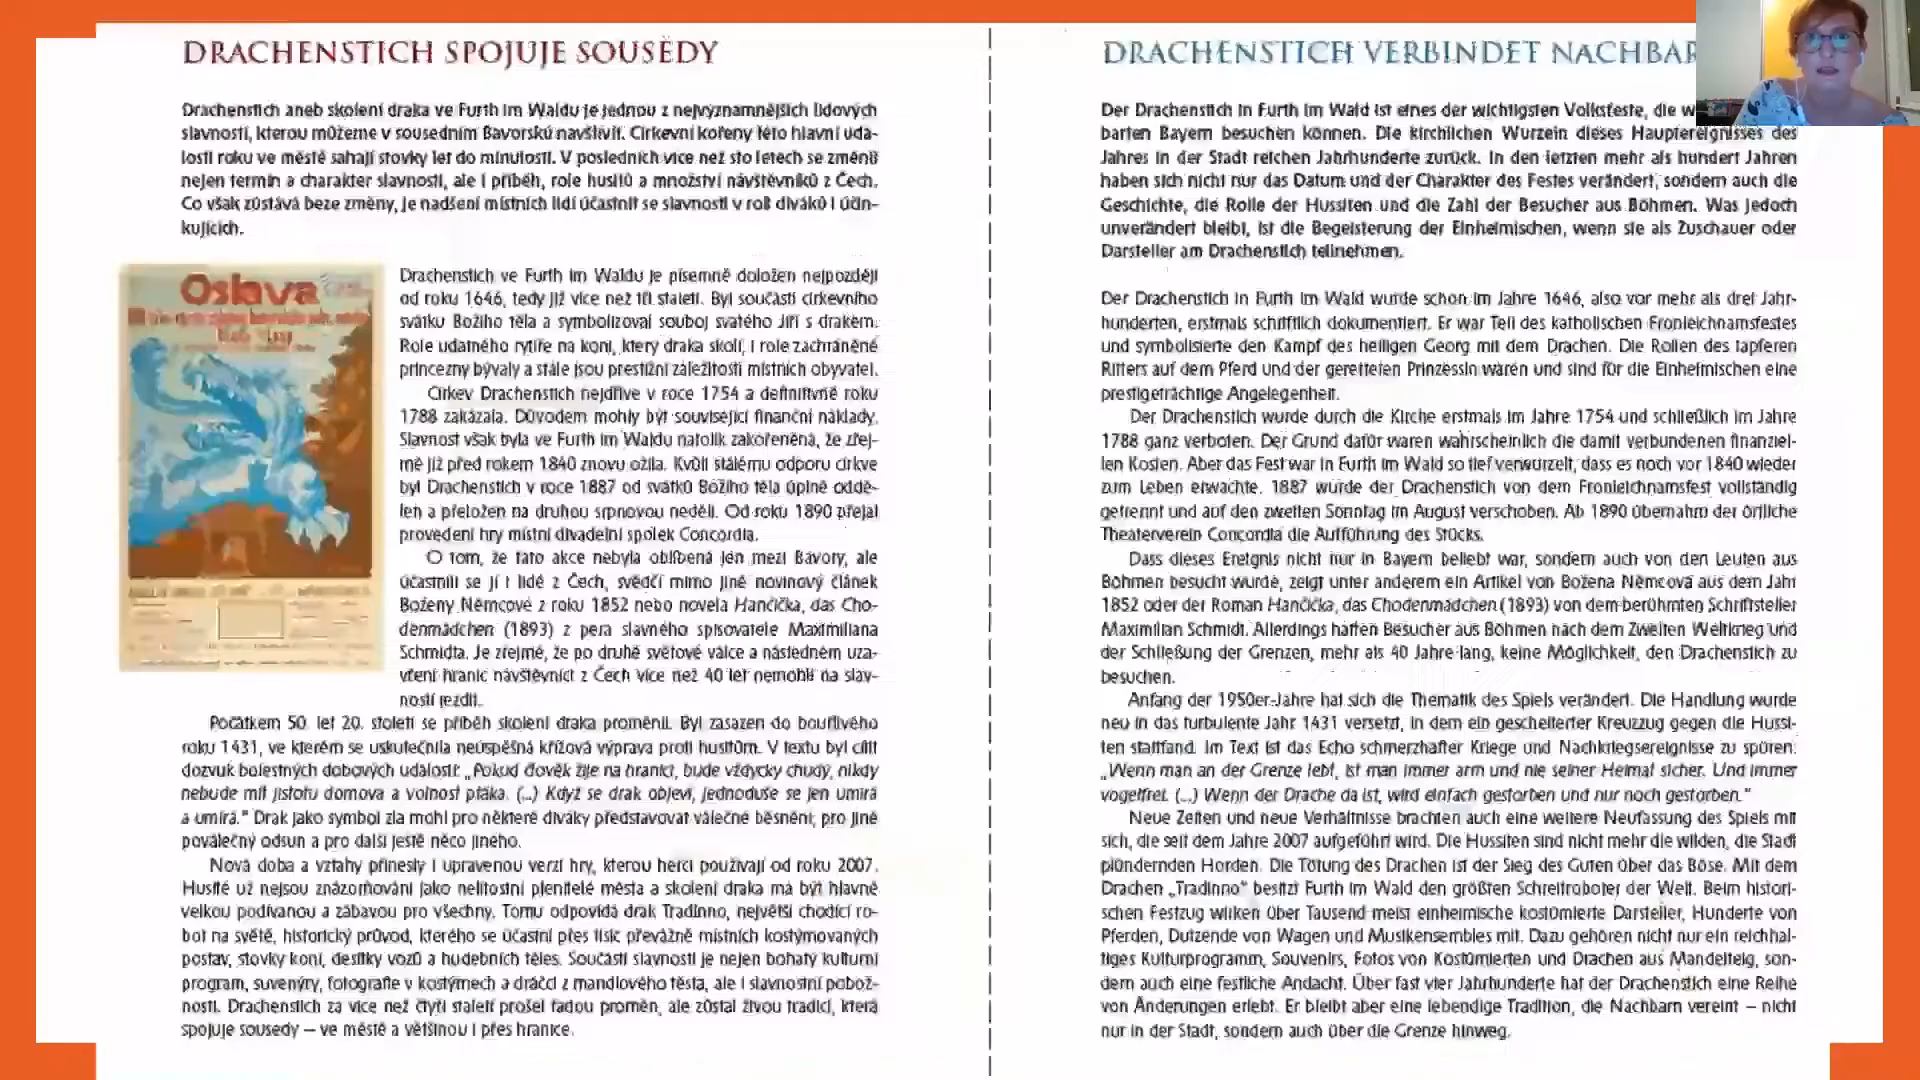 DRACHENSTICH SPOJUJE SOUSEDY
Drachenstich aneb skolení draka ve Furth im Waldu je jednou z nejvýznamnějších lidových
slavností, kterou můžeme v sousedním Bavorsku navštívit. Církevní kořeny této hlavní udá-
losti roku ve městě sahají stovky let do minulosti. V posledních více než sto letech se změnil
nejen termín a charakter slavnosti, ale i příběh, role husitů a množství návštěvníků z Čech.
Co však zůstává beze změny, je nadšení místních lidí účastnit se slavnosti v roli diváků i účin-
kujících.
Oslava
Drachenstich ve Furth im Waldu je písemně doložen nejpozději
od roku 1646, tedy již více než tři staletí. Byl součástí církevního
svátku Božího těla a symbolizoval souboj svatého Jiří s drakem.
Role udatného rytíře na koni, který draka skolí, i role zachráněné
princezny bývaly a stále jsou prestižní záležitostí místních obyvatel.
Církev Drachenstich nejdříve v roce 1754 a definitivně roku
1788 zakázala. Důvodem mohly být související finanční náklady.
Slavnost však byla ve Furth im Waldu natolik zakořeněná, že zřej-
mě již před rokem 1840 znovu ožila. Kvůli stálému odporu církve
byl Drachenstich v roce 1887 od svátků Božího těla úplně oddě-
len a přeložen na druhou srpnovou neděli. Od roku 1890 přejal
provedení hry místní divadelní spolek Concordia.
O tom, že tato akce nebyla oblíbená jen mezi Bavory, ale
účastnili se jí i lidé z Čech, svědčí mimo jiné novinový článek
Boženy Němcové z roku 1852 nebo novela Hančička, das Cho-
denmädchen (1893) z pera slavného spisovatele Maximiliana
Schmidta. Je zřejmé, že po druhé světové válce a následném uza-
vření hranic návštěvníci z Čech více než 40 let nemohli na slav-
nosti jezdit.
Počátkem 50. let 20. století se příběh skolení draka proměnil. Byl zasazen do bouřlivého
roku 1431, ve kterém se uskutečnila neúspěšná křížová výprava proti husitům. V textu byl cítit
dozvuk bolestných dobových událostí: „Pokud člověk žije na hranici, bude vždycky chudý, nikdy
nebude mít jistotu domova a volnost ptáka. (...) Když se drak objeví, jednoduše se jen umírá
a umírá." Drak jako symbol zla mohl pro některé diváky představovat válečné běsnění, pro jiné
poválečný odsun a pro další ještě něco jiného.
Nová doba a vztahy přinesly i upravenou verzi hry, kterou herci používají od roku 2007.
Husité už nejsou znázorňováni jako nelítostní plenitelé města a skolení draka má být hlavně
velkou podívanou a zábavou pro všechny. Tomu odpovídá drak Tradinno, největší chodící ro-
bot na světě, historický průvod, kterého se účastní přes tisíc převážně místních kostýmovaných
postav, stovky koní, desítky vozů a hudebních těles. Součástí slavností je nejen bohatý kulturní
program, suvenýry, fotografie v kostýmech a dráčci z mandlového těsta, ale i slavnostní pobož-
nosti. Drachenstich za více než čtyři staletí prošel řadou proměn, ale zůstal živou tradicí, která
spojuje sousedy – ve městě a většinou i přes hranice.
DRACHENSTICH VERBINDET NACHBAR
Der Drachenstich in Furth im Wald ist eines der wichtigsten Volksfeste, die w
barten Bayern besuchen können. Die kirchlichen Wurzeln dieses Hauptereignisses des
Jahres in der Stadt reichen Jahrhunderte zurück. In den letzten mehr als hundert Jahren
haben sich nicht nur das Datum und der Charakter des Festes verändert, sondern auch die
Geschichte, die Rolle der Hussiten und die Zahl der Besucher aus Böhmen. Was jedoch
unverändert bleibt, ist die Begeisterung der Einheimischen, wenn sie als Zuschauer oder
Darsteller am Drachenstich teilnehmen.
Der Drachenstich in Furth im Wald wurde schon im Jahre 1646, also vor mehr als drei Jahr-
hunderten, erstmals schriftlich dokumentiert. Er war Teil des katholischen Fronleichnamsfestes
und symbolisierte den Kampf des heiligen Georg mit dem Drachen. Die Rollen des tapferen
Ritters auf dem Pferd und der geretteten Prinzessin waren und sind für die Einheimischen eine
prestigeträchtige Angelegenheit.
Der Drachenstich wurde durch die Kirche erstmals im Jahre 1754 und schließlich im Jahre
1788 ganz verboten. Der Grund dafür waren wahrscheinlich die damit verbundenen finanziel-
len Kosten. Aber das Fest war in Furth im Wald so tief verwurzelt, dass es noch vor 1840 wieder
zum Leben erwachte. 1887 wurde der Drachenstich von dem Fronleichnamsfest vollständig
getrennt und auf den zweiten Sonntag im August verschoben. Ab 1890 übernahm der örtliche
Theaterverein Concordia die Aufführung des Stücks.
Dass dieses Ereignis nicht nur in Bayern beliebt war, sondern auch von den Leuten aus
Böhmen besucht wurde, zeigt unter anderem ein Artikel von Božena Němcová aus dem Jahr
1852 oder der Roman Hančička, das Chodenmädchen (1893) von dem berühmten Schriftsteller
Maximilian Schmidt. Allerdings hatten Besucher aus Böhmen nach dem Zweiten Weltkrieg und
der Schließung der Grenzen, mehr als 40 Jahre lang, keine Möglichkeit, den Drachenstich zu
besuchen.
Anfang der 1950er-Jahre hat sich die Thematik des Spiels verändert. Die Handlung wurde
neu in das turbulente Jahr 1431 versetzt, in dem ein gescheiterter Kreuzzug gegen die Hussi-
ten stattfand. Im Text ist das Echo schmerzhafter Kriege und Nachkriegsereignisse zu spüren:
„Wenn man an der Grenze lebt, ist man immer arm und nie seiner Heimat sicher. Und immer
vogelfrei. (...) Wenn der Drache da ist, wird einfach gestorben und nur noch gestorben."
Neue Zeiten und neue Verhältnisse brachten auch eine weitere Neufassung des Spiels mit
sich, die seit dem Jahre 2007 aufgeführt wird. Die Hussiten sind nicht mehr die wilden, die Stadt
plündernden Horden. Die Tötung des Drachen ist der Sieg des Guten über das Böse. Mit dem
Drachen „Tradinno" besitzt Furth im Wald den größten Schreitroboter der Welt. Beim histori-
schen Festzug wirken über Tausend meist einheimische kostümierte Darsteller, Hunderte von
Pferden, Dutzende von Wagen und Musikensembles mit. Dazu gehören nicht nur ein reichhal-
tiges Kulturprogramm, Souvenirs, Fotos von Kostümierten und Drachen aus Mandelteig, son-
dern auch eine festliche Andacht. Über fast vier Jahrhunderte hat der Drachenstich eine Reihe
von Änderungen erlebt. Er bleibt aber eine lebendige Tradition, die Nachbarn vereint – nicht
nur in der Stadt, sondern auch über die Grenze hinweg.